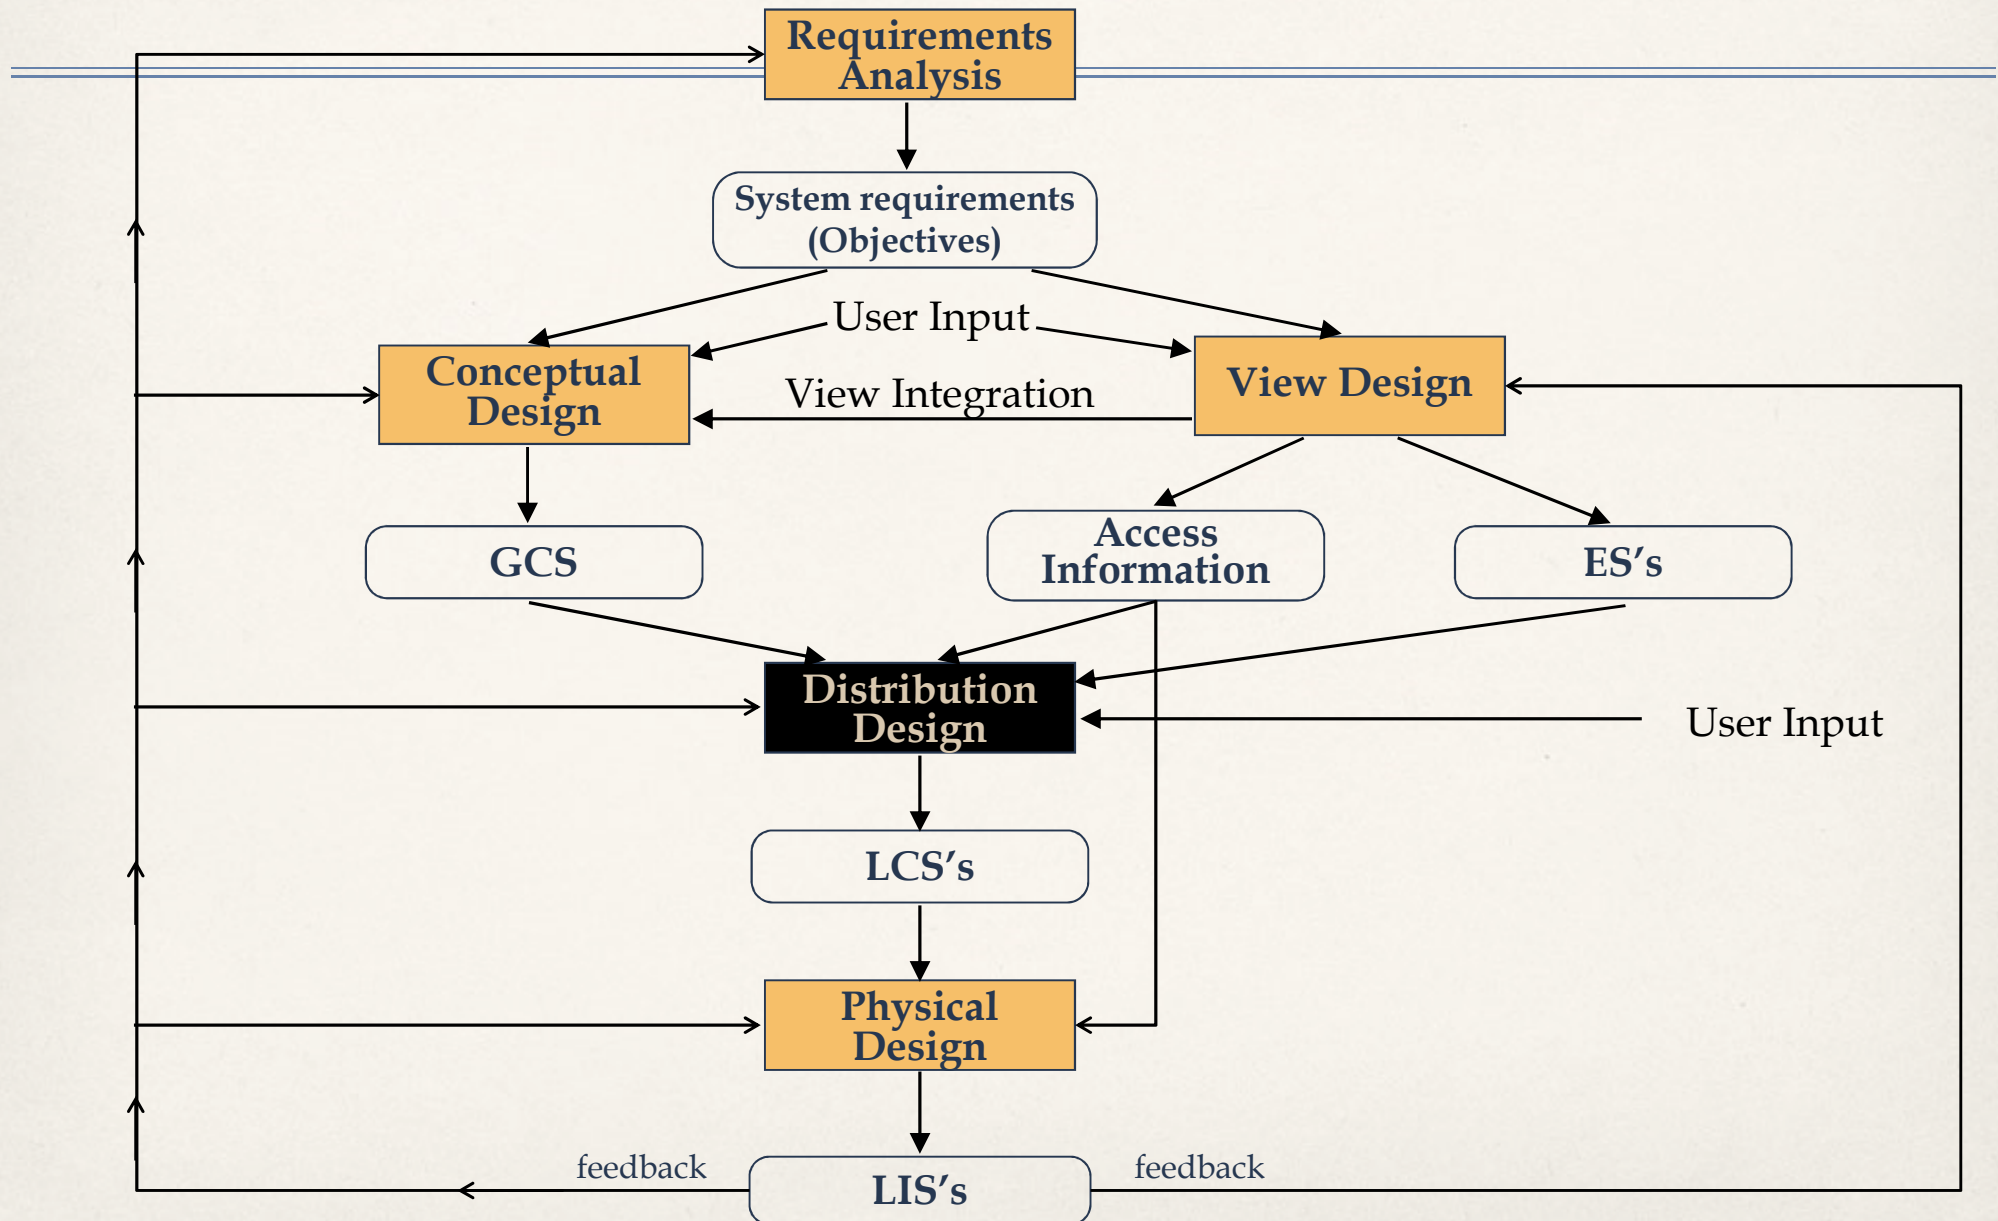 Requirements
Analysis
System requirements
(Objectives)
User Input
Conceptual
Design
View Integration
View Design
GCS
Access
Information
ES’s
Distribution
Design
User Input
LCS’s
Physical
Design
feedback
LIS’s
feedback